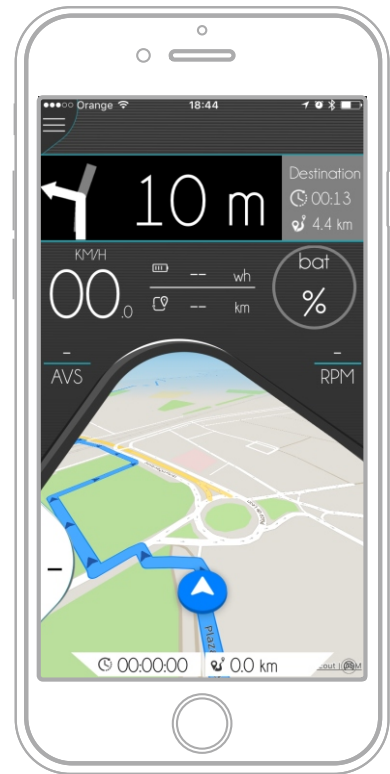 Orange 18:44
10 m
Destination
00:13
4.4 km
KM/H
00.0
-- wh
-- km
bat
%
-
AVS
-
RPM
-
00:00:00 0.0 km